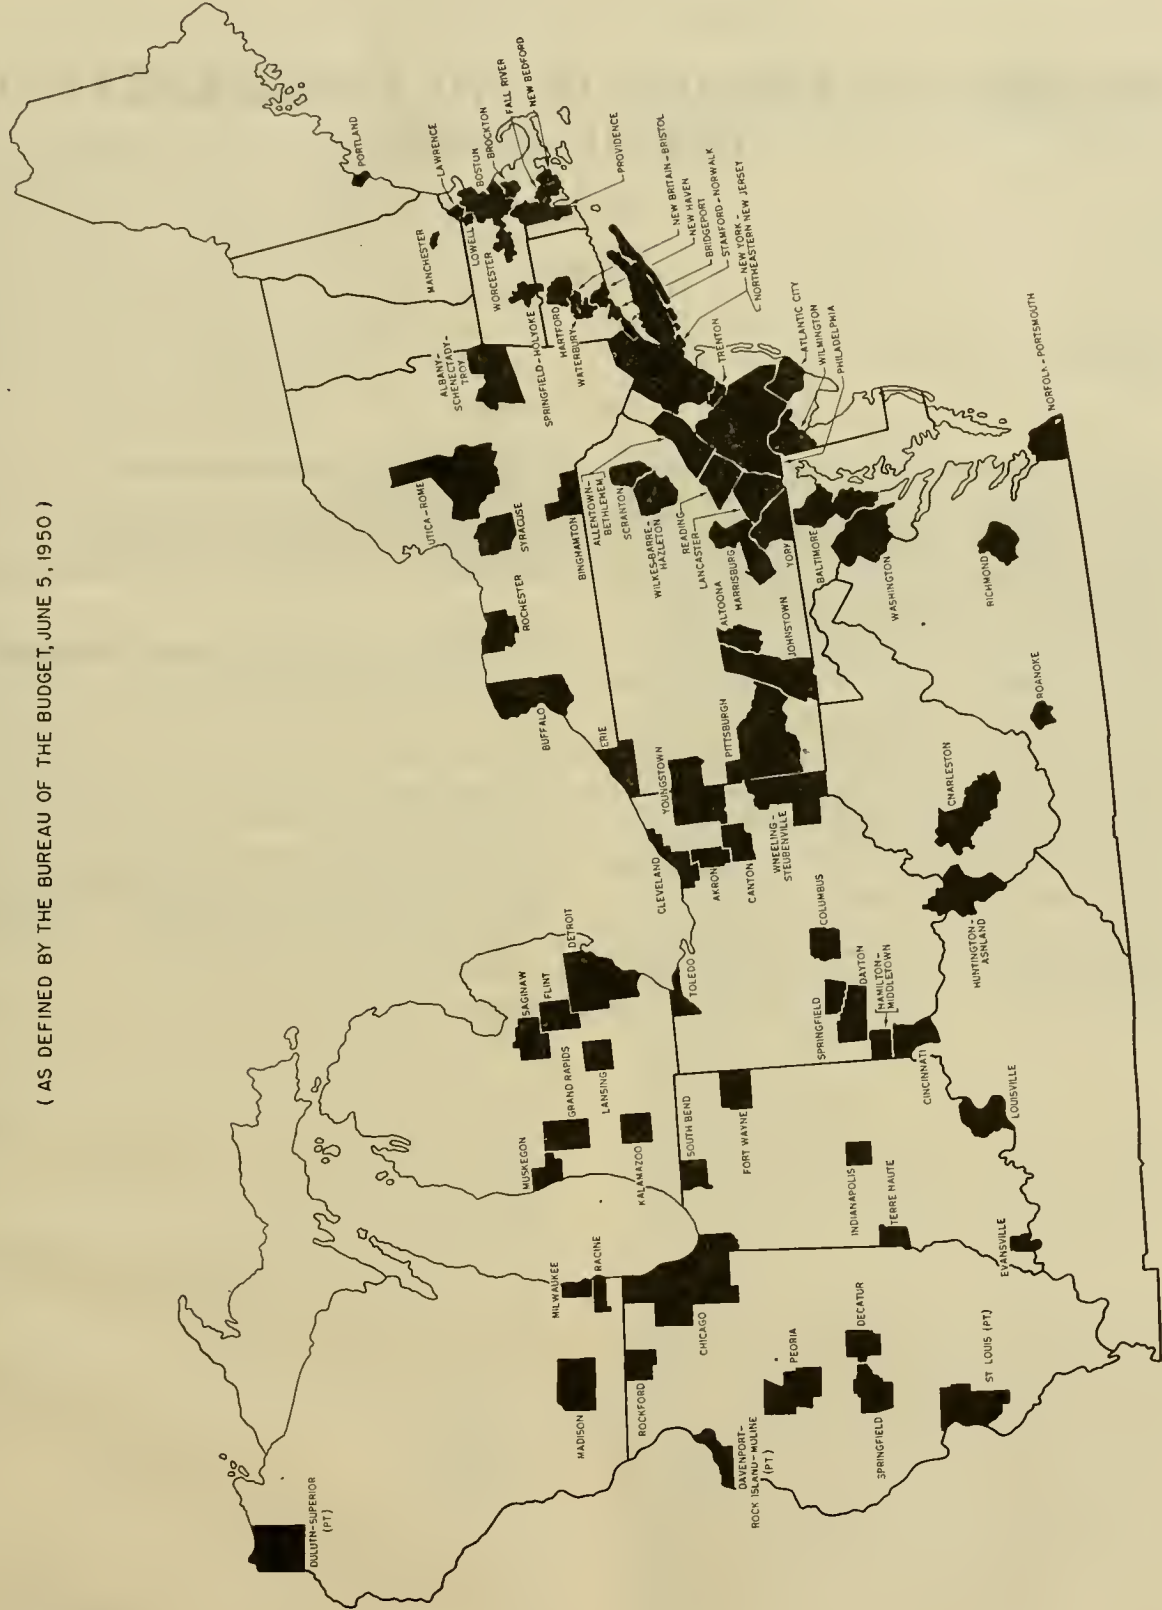 ( AS DEFINED BY THE BUREAU OF THE BUDGET, JUNE 5, 1950 )
DULUTH-SUPERIOR
(PT)
MADISON
MILWAUKEE
RACINE
ROCKFORD
CHICAGO
DAVENPORT-
ROCK ISLAND-MOLINE
(PT)
PEORIA
DECATUR
SPRINGFIELD
ST LOUIS (PT)
MUSKEGON
GRAND RAPIDS
SAGINAW
FLINT
DETROIT
LANSING
KALAMAZOO
SOUTH BEND
FORT WAYNE
INDIANAPOLIS
TERRE HAUTE
EVANSVILLE
LOUISVILLE
TOLEDO
CLEVELAND
AKRON
CANTON
YOUNGSTOWN
WHEELING-
STEUBENVILLE
COLUMBUS
SPRINGFIELD
DAYTON
HAMILTON-
MIDDLETOWN
CINCINNATI
HUNTINGTON-
ASHLAND
CHARLESTON
ROANOKE
RICHMOND
NORFOLK-PORTSMOUTH
WASHINGTON
BALTIMORE
ERIE
PITTSBURGH
JOHNSTOWN
ALTOONA
HARRISBURG
YORY
LANCASTER
READING
WILKES-BARRE-
HAZLETON
SCRANTON
ALLENTOWN-
BETHLEHEM
BINGHAMTON
BUFFALO
ROCHESTER
SYRACUSE
UTICA-ROME
ALBANY-
SCHENECTADY-
TROY
PORTLAND
MANCHESTER
LAWRENCE
LOWELL
BOSTON
BROCKTON
FALL RIVER
NEW BEDFORD
WORCESTER
PROVIDENCE
SPRINGFIELD-HOLYOKE
HARTFORD
WATERBURY
NEW BRITAIN-BRISTOL
NEW HAVEN
BRIDGEPORT
STAMFORD-NORWALK
NEW YORK-
NORTHEASTERN NEW JERSEY
TRENTON
ATLANTIC CITY
WILMINGTON
PHILADELPHIA